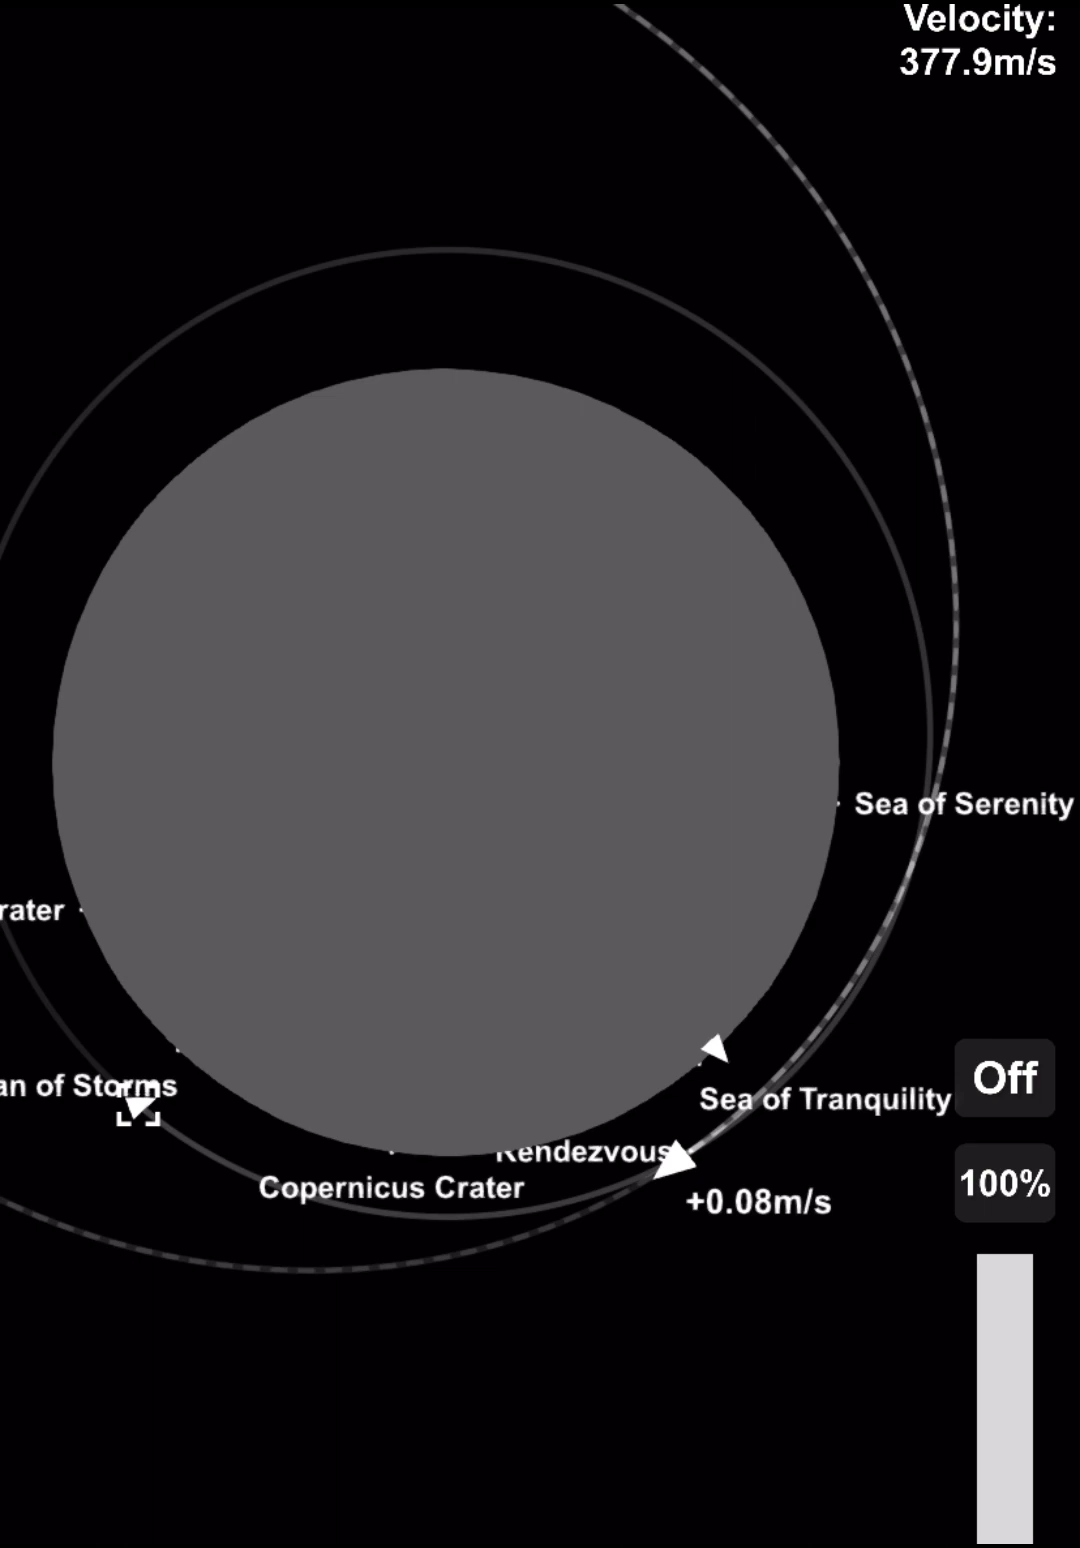 Velocity:
377.9m/s
Sea of Serenity
rater
an of Storms
Sea of Tranquility
Rendezvous
Copernicus Crater
+0.08m/s
Off
100%